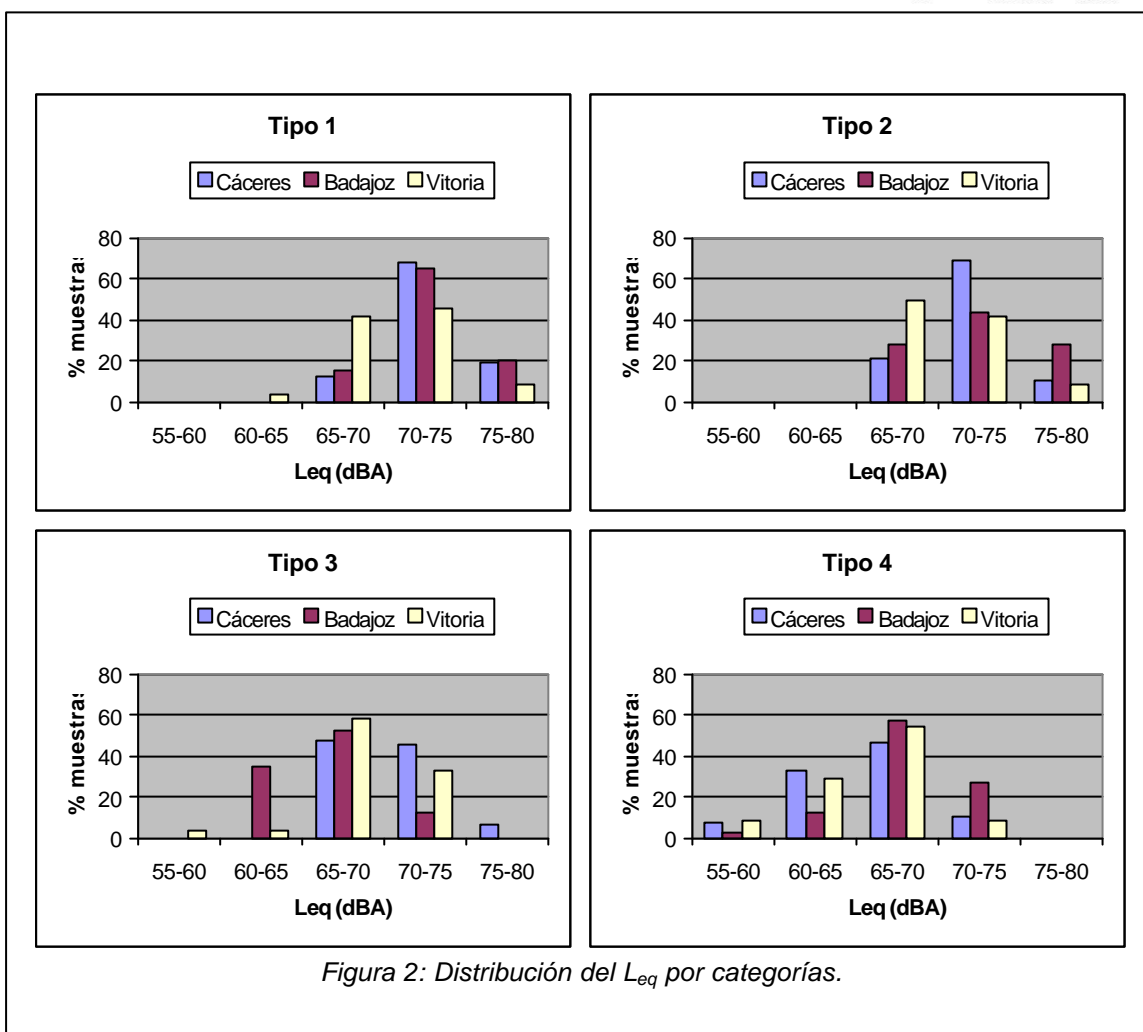 Tipo 1
Cáceres Badajoz Vitoria
% muestras
80
60
40
20
0
55-60 60-65 65-70 70-75 75-80
Leq (dBA)
Tipo 2
Cáceres Badajoz Vitoria
% muestras
80
60
40
20
0
55-60 60-65 65-70 70-75 75-80
Leq (dBA)
Tipo 3
Cáceres Badajoz Vitoria
% muestras
80
60
40
20
0
55-60 60-65 65-70 70-75 75-80
Leq (dBA)
Tipo 4
Cáceres Badajoz Vitoria
% muestras
80
60
40
20
0
55-60 60-65 65-70 70-75 75-80
Leq (dBA)
Figura 2: Distribución del Leq por categorías.